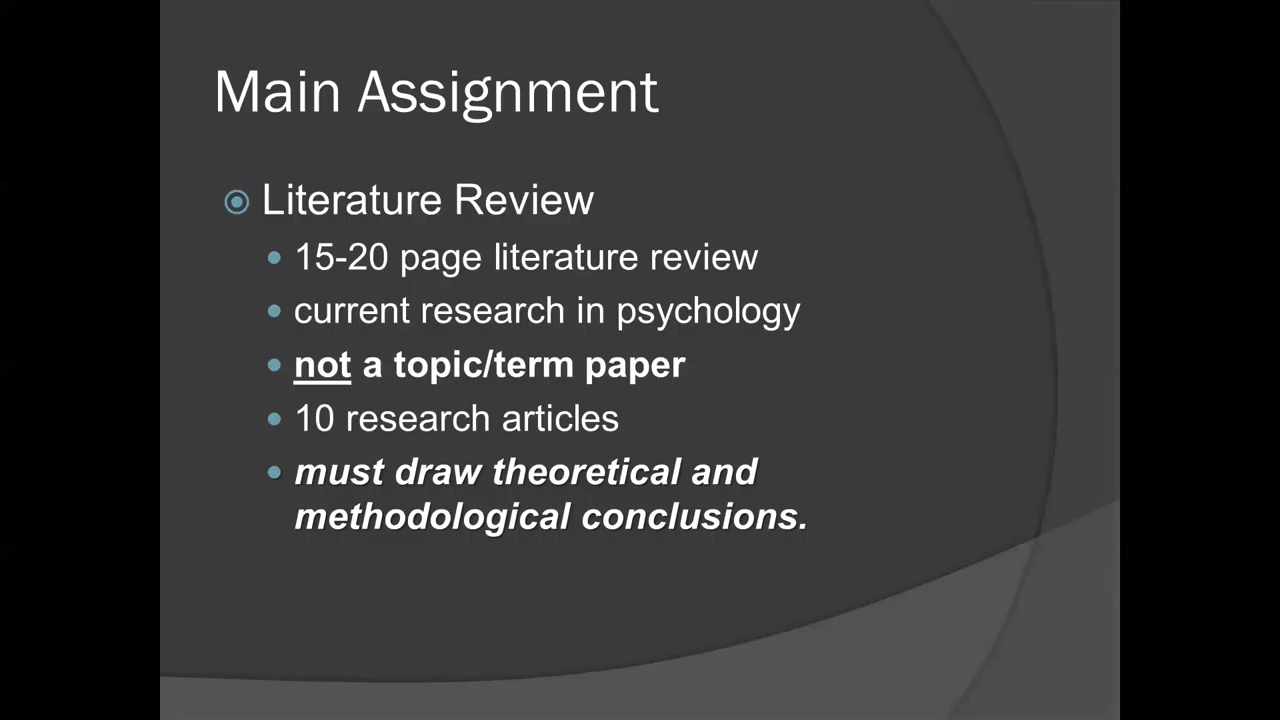 Main Assignment
Literature Review
15-20 page literature review
current research in psychology
not a topic/term paper
10 research articles
must draw theoretical and
methodological conclusions.